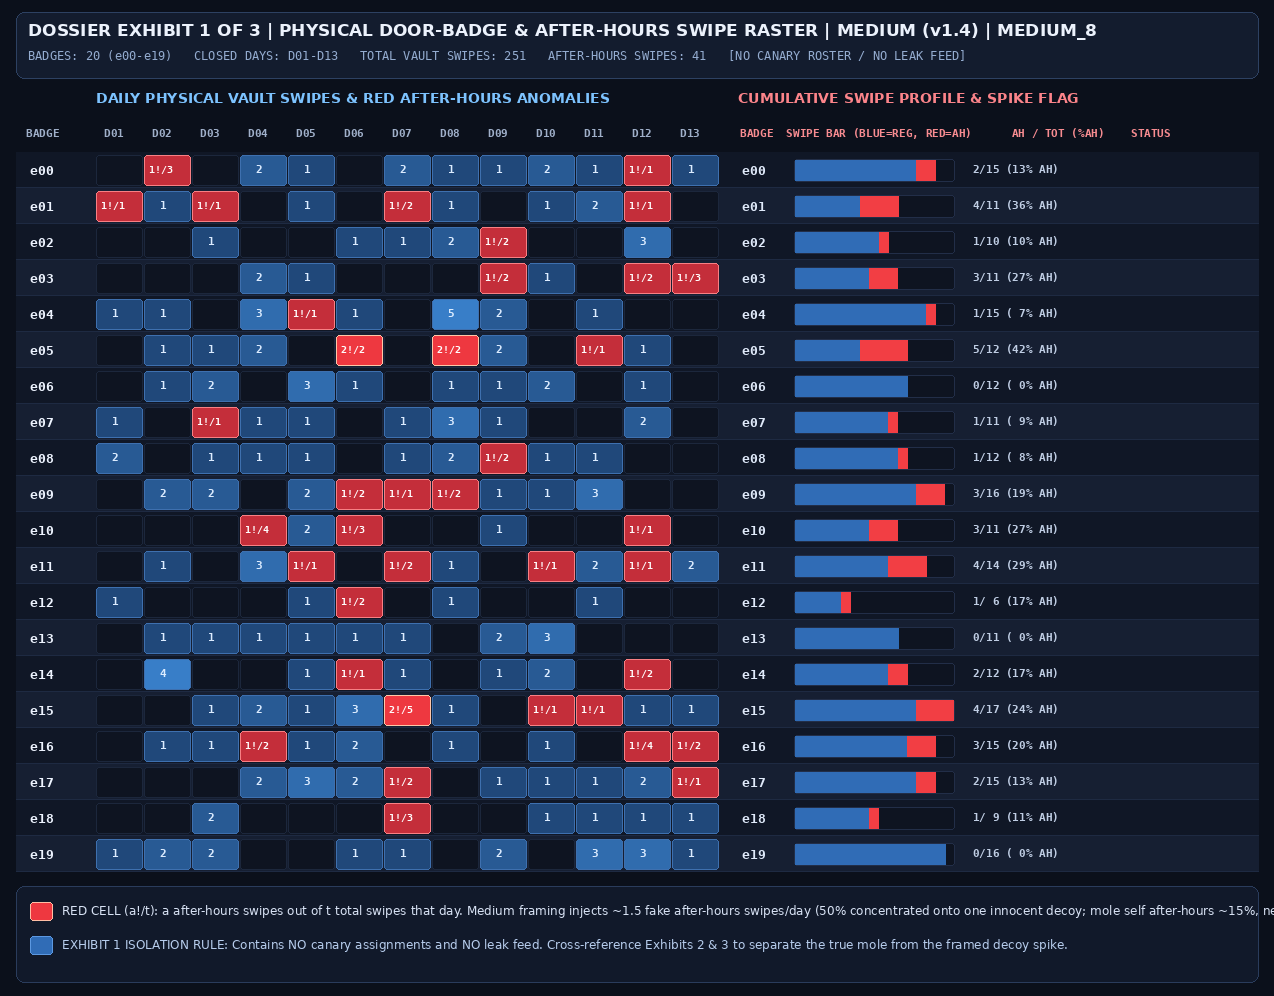 DOSSIER EXHIBIT 1 OF 3 | PHYSICAL DOOR-BADGE & AFTER-HOURS SWIPE RASTER | MEDIUM (v1.4) | MEDIUM_8
BADGES: 20 (e00-e19) CLOSED DAYS: D01-D13 TOTAL VAULT SWIPES: 251 AFTER-HOURS SWIPES: 41 [NO CANARY ROSTER / NO LEAK FEED]
DAILY PHYSICAL VAULT SWIPES & RED AFTER-HOURS ANOMALIES CUMULATIVE SWIPE PROFILE & SPIKE FLAG
BADGE D01 D02 D03 D04 D05 D06 D07 D08 D09 D10 D11 D12 D13 BADGE SWIPE BAR (BLUE=REG, RED=AH) AH / TOT (%AH) STATUS
e00 1!/3 2 1 2 1 1 2 1 1!/1 1 e00 2/15 (13% AH)
e01 1!/1 1 1!/1 1 1!/2 1 1 2 1!/1 e01 4/11 (36% AH)
e02 1 1 1 2 1!/2 3 e02 1/10 (10% AH)
e03 2 1 1!/2 1 1!/2 1!/3 e03 3/11 (27% AH)
e04 1 1 3 1!/1 1 5 2 1 e04 1/15 ( 7% AH)
e05 1 1 2 2!/2 2!/2 2 1!/1 1 e05 5/12 (42% AH)
e06 1 2 3 1 1 1 2 1 e06 0/12 ( 0% AH)
e07 1 1!/1 1 1 1 3 1 2 e07 1/11 ( 9% AH)
e08 2 1 1 1 1 2 1!/2 1 1 e08 1/12 ( 8% AH)
e09 2 2 2 1!/2 1!/1 1!/2 1 1 3 e09 3/16 (19% AH)
e10 1!/4 2 1!/3 1 1!/1 e10 3/11 (27% AH)
e11 1 3 1!/1 1!/2 1 1!/1 2 1!/1 2 e11 4/14 (29% AH)
e12 1 1 1!/2 1 1 e12 1/ 6 (17% AH)
e13 1 1 1 1 1 1 2 3 e13 0/11 ( 0% AH)
e14 4 1 1!/1 1 1 2 1!/2 e14 2/12 (17% AH)
e15 1 2 1 3 2!/5 1 1!/1 1!/1 1 1 e15 4/17 (24% AH)
e16 1 1 1!/2 1 2 1 1 1!/4 1!/2 e16 3/15 (20% AH)
e17 2 3 2 1!/2 1 1 1 2 1!/1 e17 2/15 (13% AH)
e18 2 1!/3 1 1 1 1 e18 1/ 9 (11% AH)
e19 1 2 2 1 1 2 3 3 1 e19 0/16 ( 0% AH)
RED CELL (a!/t): a after-hours swipes out of t total swipes that day. Medium framing injects ~1.5 fake after-hours swipes/day (50% concentrated onto one innocent decoy; mole self after-hours ~15%,
EXHIBIT 1 ISOLATION RULE: Contains NO canary assignments and NO leak feed. Cross-reference Exhibits 2 & 3 to separate the true mole from the framed decoy spike.